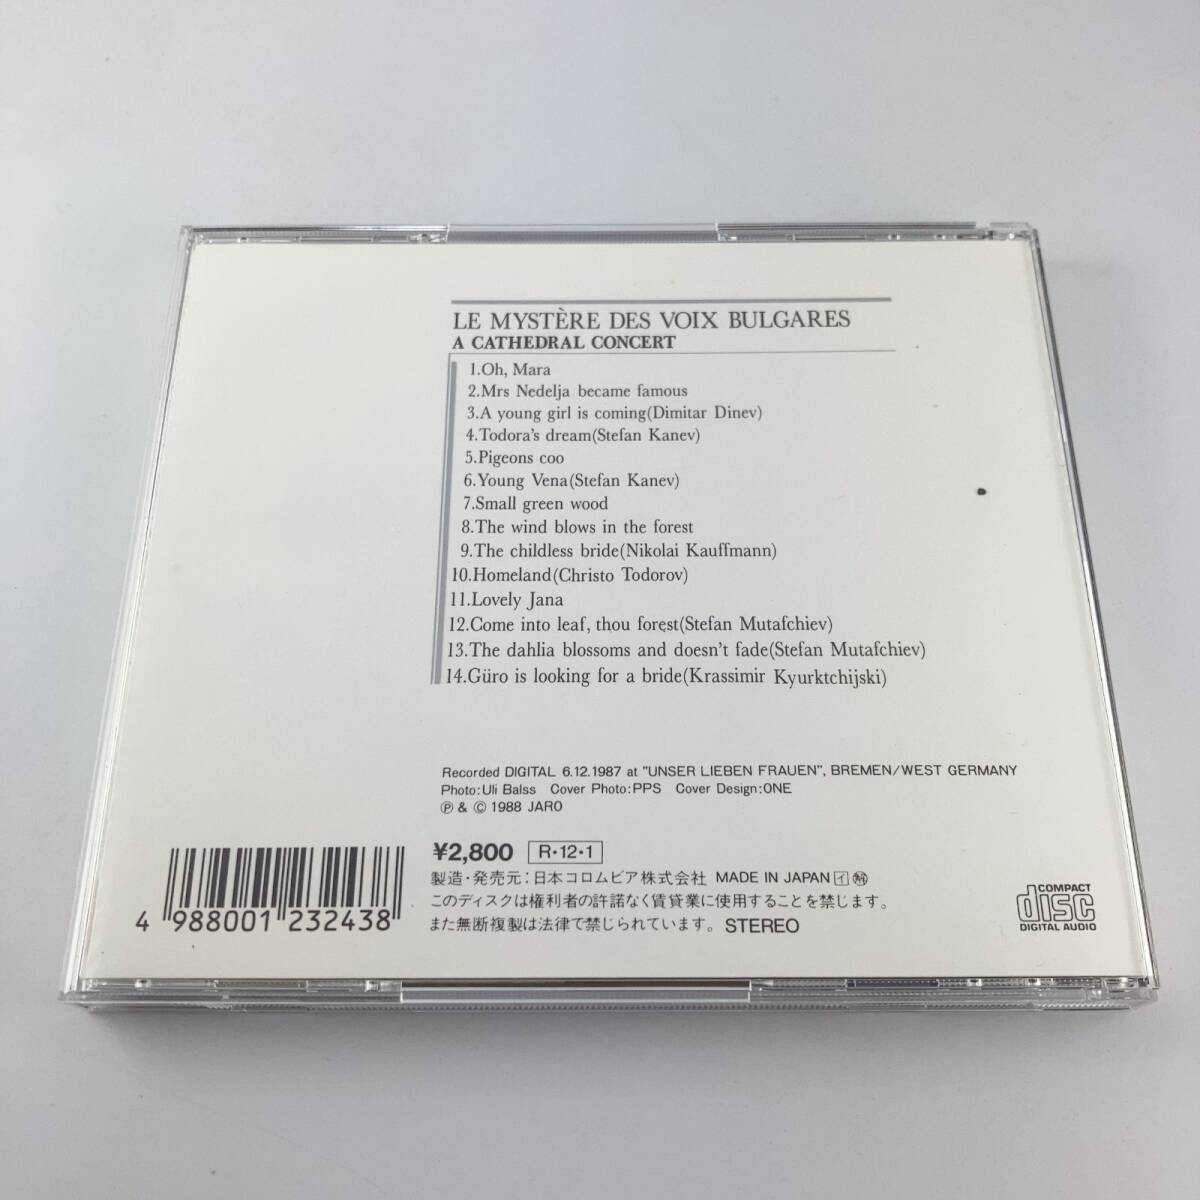 LE MYSTÈRE DES VOIX BULGARES
A CATHEDRAL CONCERT
1.Oh, Mara
2.Mrs Nedelja became famous
3.A young girl is coming(Dimitar Dinev)
4.Todora's dream(Stefan Kanev)
5.Pigeons coo
6.Young Vena(Stefan Kanev)
7.Small green wood
8.The wind blows in the forest
9.The childless bride(Nikolai Kauffmann)
10.Homeland(Christo Todorov)
11.Lovely Jana
12.Come into leaf, thou forest(Stefan Mutafchiev)
13.The dahlia blossoms and doesn't fade(Stefan Mutafchiev)
14.Güro is looking for a bride(Krassimir Kyurktchijski)
Recorded DIGITAL 6.12.1987 at "UNSER LIEBEN FRAUEN", BREMEN/WEST GERMANY
Photo:Uli Balss Cover Photo:PPS Cover Design:ONE
Ⓟ & Ⓒ 1988 JARO
¥2,800 R・12・1
製造・発売元:日本コロムビア株式会社 MADE IN JAPAN イ
このディスクは権利者の許諾なく賃貸業に使用することを禁じます。
また無断複製は法律で禁じられています。 STEREO
4 988001 232438
COMPACT
disc
DIGITAL AUDIO